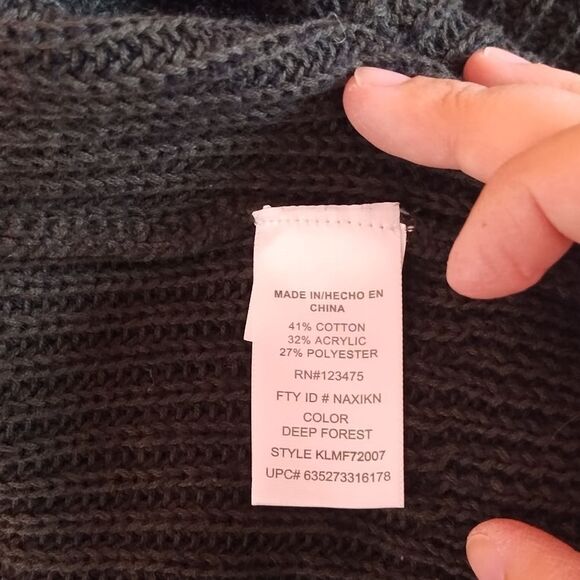 MADE IN/HECHO EN
CHINA
41% COTTON
32% ACRYLIC
27% POLYESTER
RN#123475
FTY ID # NAXIKN
COLOR
DEEP FOREST
STYLE KLMF72007
UPC# 635273316178